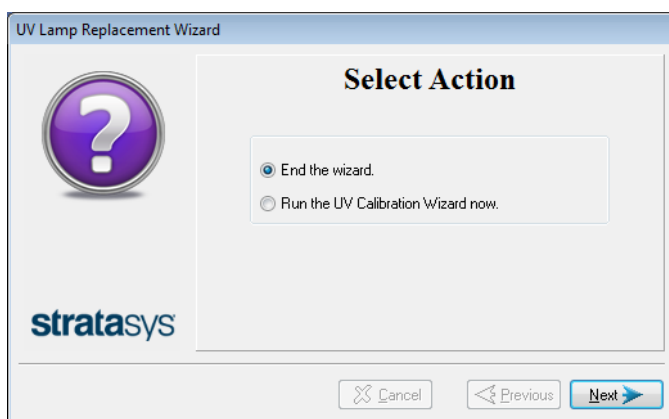 UV Lamp Replacement Wizard
Select Action
End the wizard.
Run the UV Calibration Wizard now.
stratasys
Cancel
Previous
Next